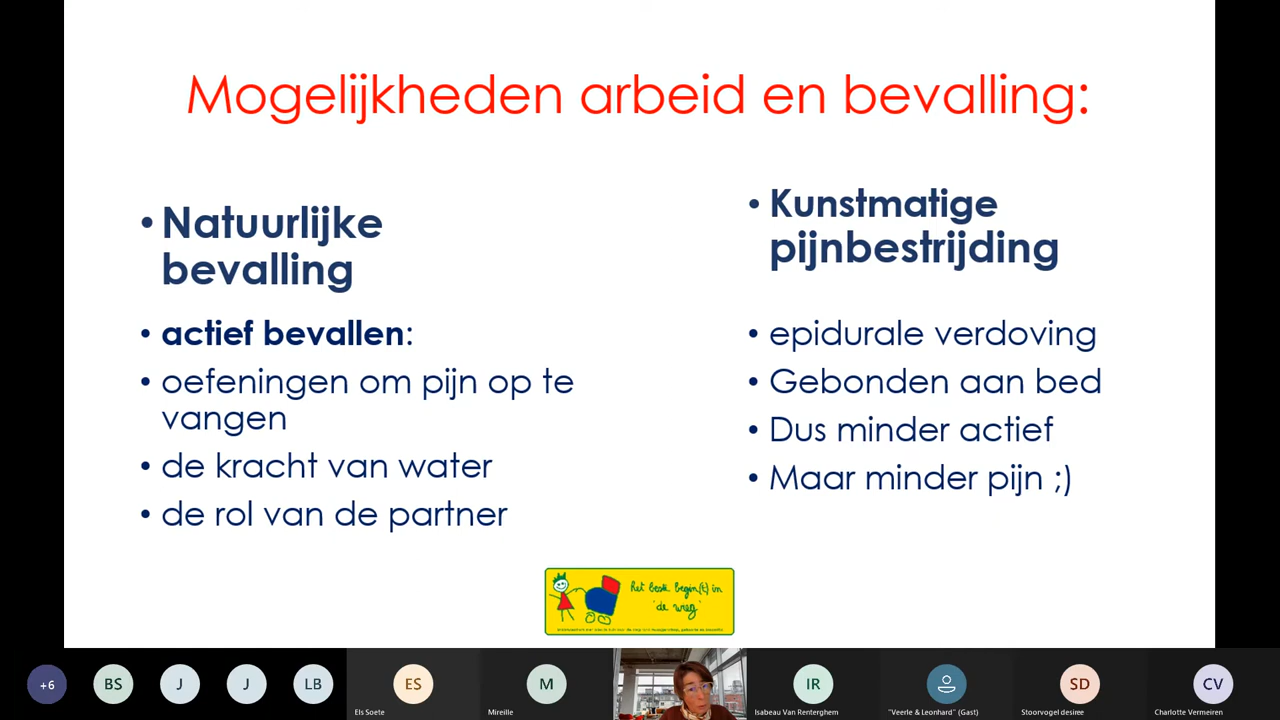 Mogelijkheden arbeid en bevalling:
• Natuurlijke
bevalling
• actief bevallen:
• oefeningen om pijn op te
vangen
• de kracht van water
• de rol van de partner
• Kunstmatige
pijnbestrijding
• epidurale verdoving
• Gebonden aan bed
• Dus minder actief
• Maar minder pijn ;)
het beste begin(t) in
'de wieg'
+6
BS
J
J
LB
ES
Els Soete
M
Mireille
IR
Isabeau Van Renterghem
"Veerle & Leonhard" (Gast)
SD
Stoorvogel desiree
CV
Charlotte Vermeiren